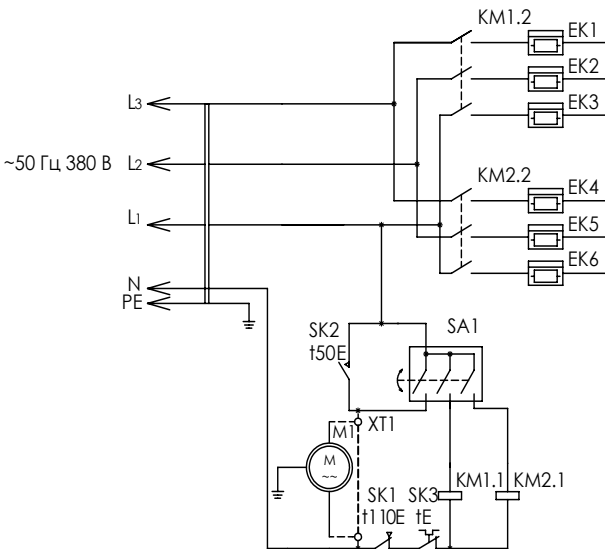 KM1.2
EK1
EK2
EK3
L3
~50 Гц 380 В
L2
KM2.2
EK4
L1
EK5
EK6
N
PE
SK2
t50E
SA1
M1
XT1
M
~~
SK1
t110E
SK3
tE
KM1.1
KM2.1